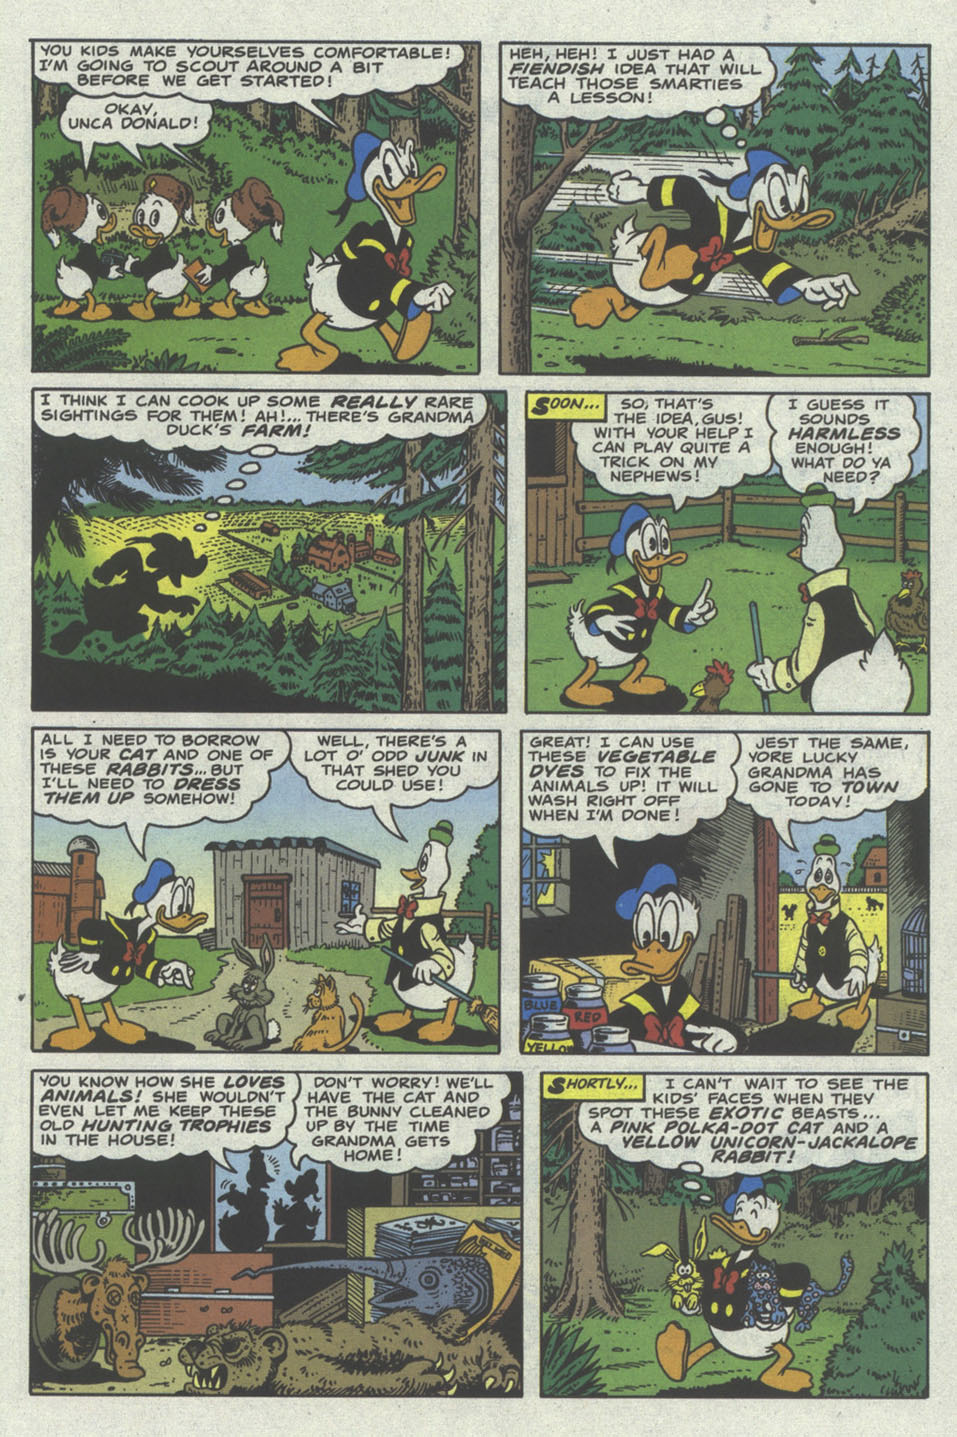 YOU KIDS MAKE YOURSELVES COMFORTABLE!
I'M GOING TO SCOUT AROUND A BIT
BEFORE WE GET STARTED!
OKAY,
UNCA DONALD!
HEH, HEH! I JUST HAD A
FIENDISH IDEA THAT WILL
TEACH THOSE SMARTIES
A LESSON!
I THINK I CAN COOK UP SOME REALLY RARE
SIGHTINGS FOR THEM! AH!... THERE'S GRANDMA
DUCK'S FARM!
SOON...
SO, THAT'S
THE IDEA, GUS!
WITH YOUR HELP I
CAN PLAY QUITE A
TRICK ON MY
NEPHEWS!
I GUESS IT
SOUNDS
HARMLESS
ENOUGH!
WHAT DO YA
NEED?
ALL I NEED TO BORROW
IS YOUR CAT AND ONE OF
THESE RABBITS... BUT
I'LL NEED TO DRESS
THEM UP SOMEHOW!
WELL, THERE'S A
LOT O' ODD JUNK IN
THAT SHED YOU
COULD USE!
GREAT! I CAN USE
THESE VEGETABLE
DYES TO FIX THE
ANIMALS UP! IT WILL
WASH RIGHT OFF
WHEN I'M DONE!
JEST THE SAME,
YORE LUCKY
GRANDMA HAS
GONE TO TOWN
TODAY!
BLUE
RED
YELLOW
YOU KNOW HOW SHE LOVES
ANIMALS! SHE WOULDN'T
EVEN LET ME KEEP THESE
OLD HUNTING TROPHIES
IN THE HOUSE!
DON'T WORRY! WE'LL
HAVE THE CAT AND
THE BUNNY CLEANED
UP BY THE TIME
GRANDMA GETS
HOME!
SHORTLY...
I CAN'T WAIT TO SEE THE
KIDS' FACES WHEN THEY
SPOT THESE EXOTIC BEASTS...
A PINK POLKA-DOT CAT AND A
YELLOW UNICORN-JACKALOPE
RABBIT!